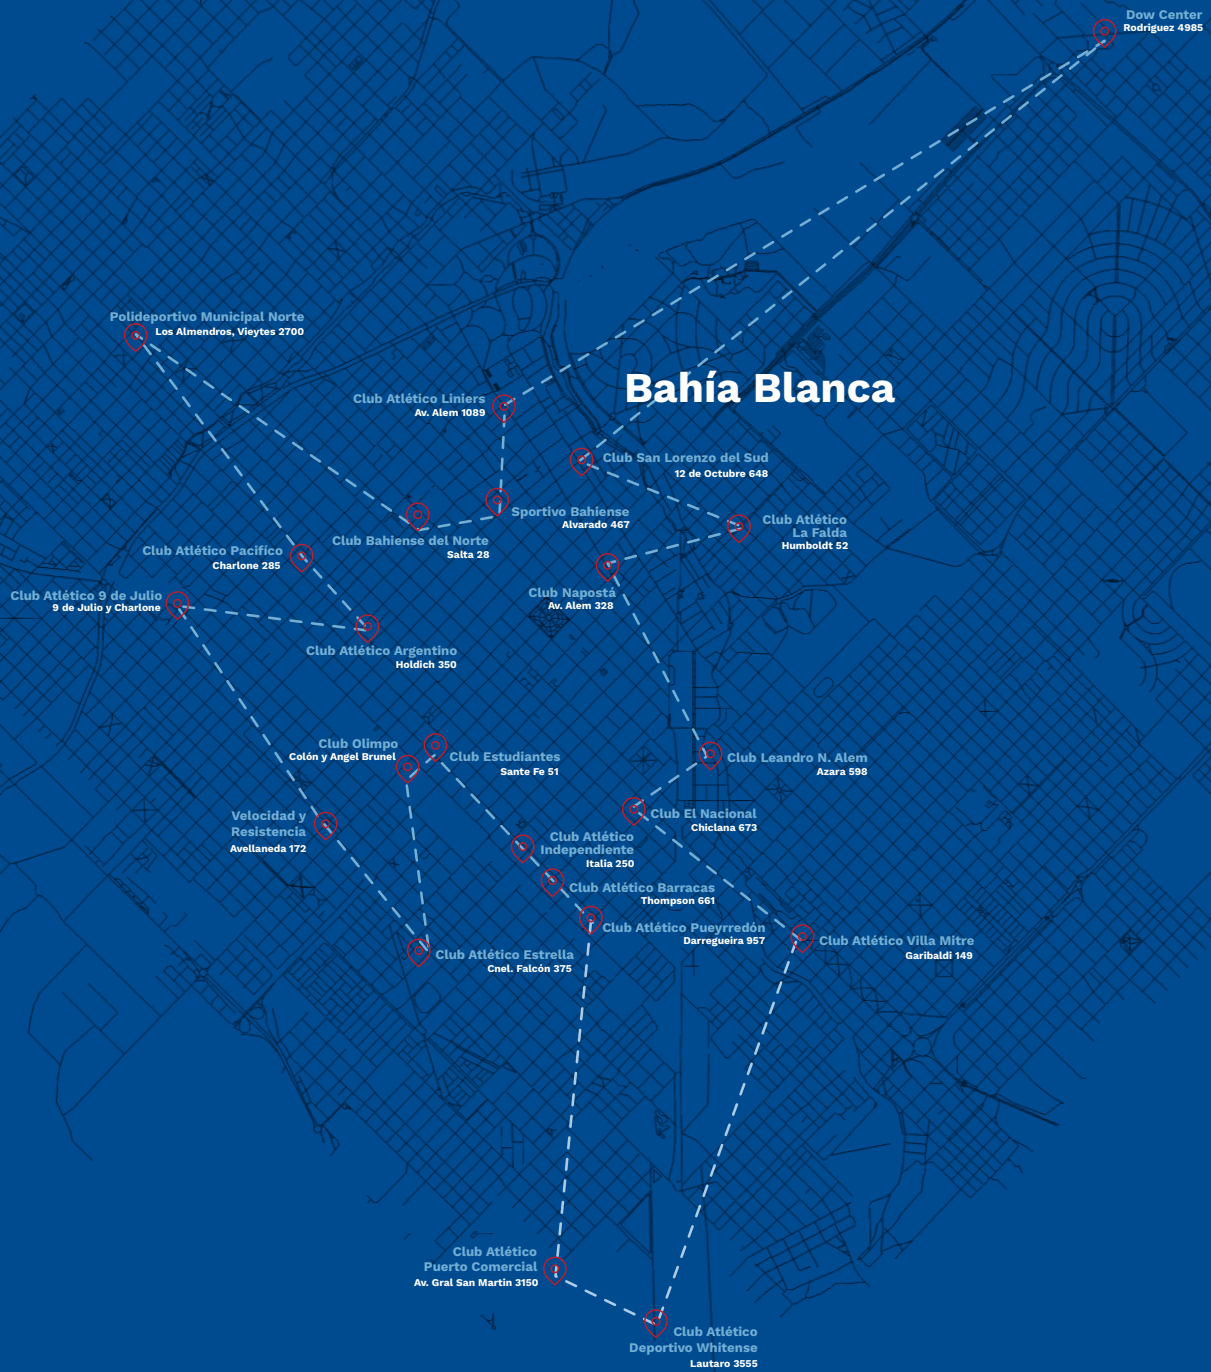 Dow Center
Rodriguez 4985
Polideportivo Municipal Norte
Los Almendros, Vieytes 2700
Bahía Blanca
Club Atlético Liniers
Av. Alem 1089
Club San Lorenzo del Sud
12 de Octubre 648
Sportivo Bahiense
Alvarado 467
Club Atlético
La Falda
Humboldt 52
Club Bahiense del Norte
Salta 28
Club Atlético Pacifíco
Charlone 285
Club Napostá
Av. Alem 328
Club Atlético 9 de Julio
9 de Julio y Charlone
Club Atlético Argentino
Holdich 350
Club Olimpo
Colón y Angel Brunel
Club Estudiantes
Sante Fe 51
Club Leandro N. Alem
Azara 598
Velocidad y
Resistencia
Avellaneda 172
Club El Nacional
Chiclana 673
Club Atlético
Independiente
Italia 250
Club Atlético Barracas
Thompson 661
Club Atlético Pueyrredón
Darregueira 957
Club Atlético Villa Mitre
Garibaldi 149
Club Atlético Estrella
Cnel. Falcón 375
Club Atlético
Puerto Comercial
Av. Gral San Martin 3150
Club Atlético
Deportivo Whitense
Lautaro 3555